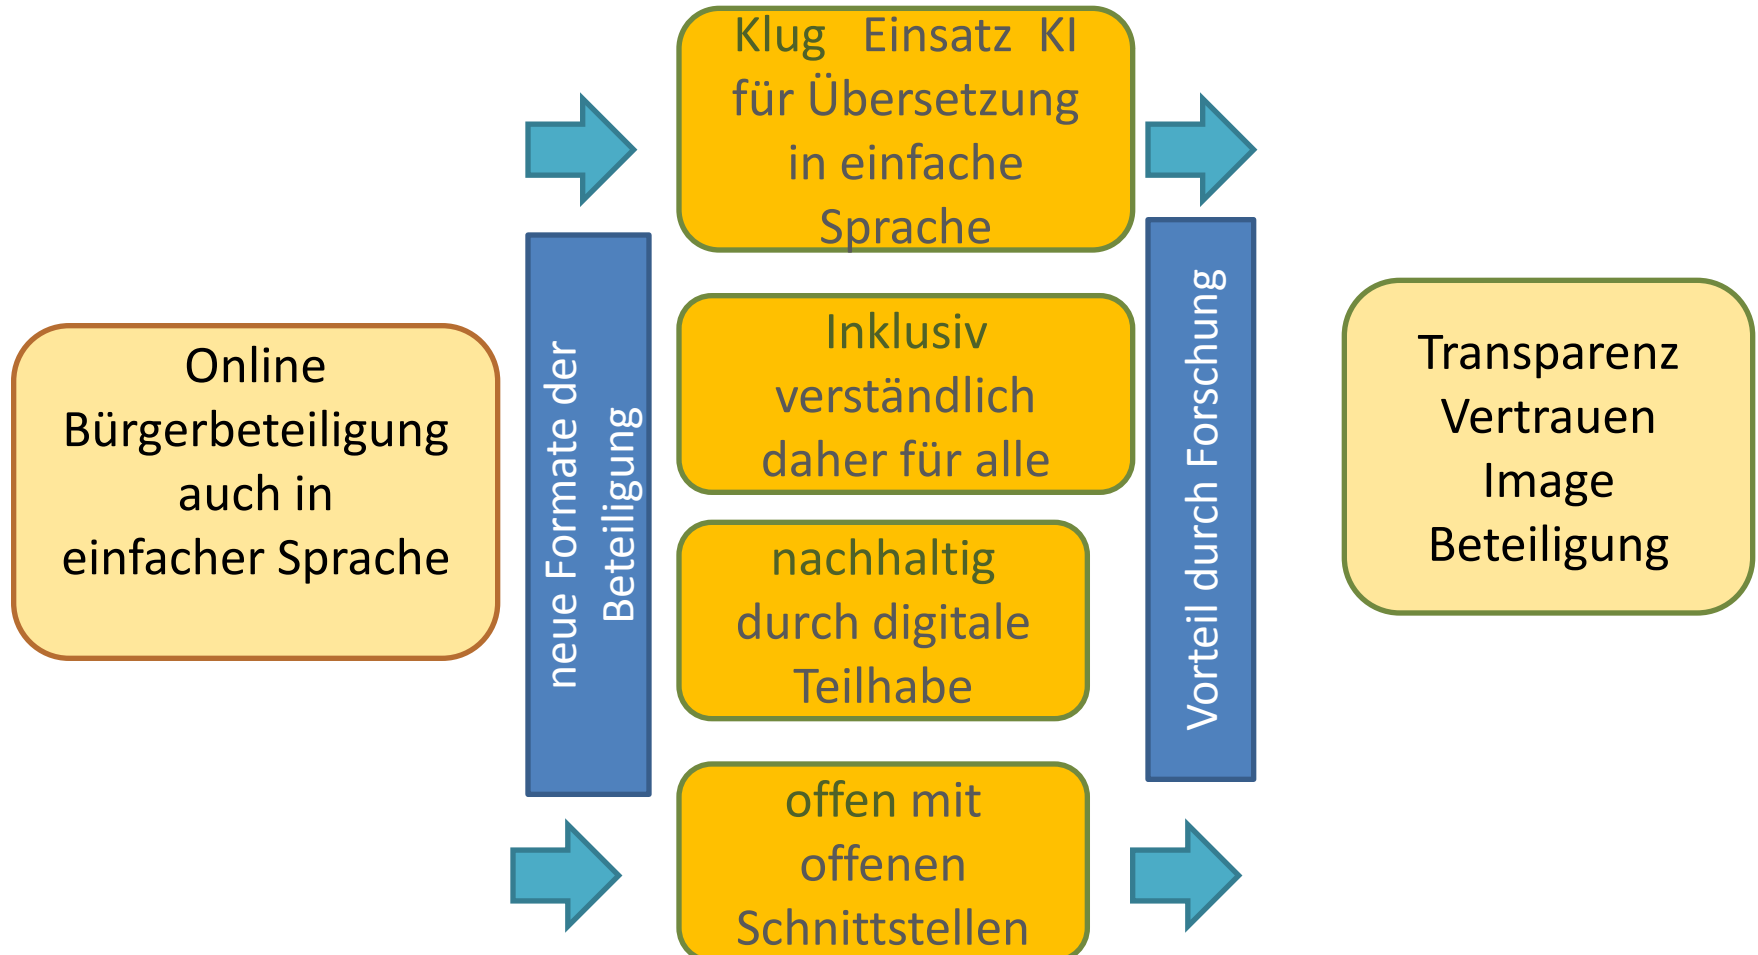 Online
Bürgerbeteiligung
auch in
einfacher Sprache
neue Formate der
Beteiligung
Klug Einsatz KI
für Übersetzung
in einfache
Sprache
Inklusiv
verständlich
daher für alle
nachhaltig
durch digitale
Teilhabe
offen mit
offenen
Schnittstellen
Vorteil durch Forschung
Transparenz
Vertrauen
Image
Beteiligung